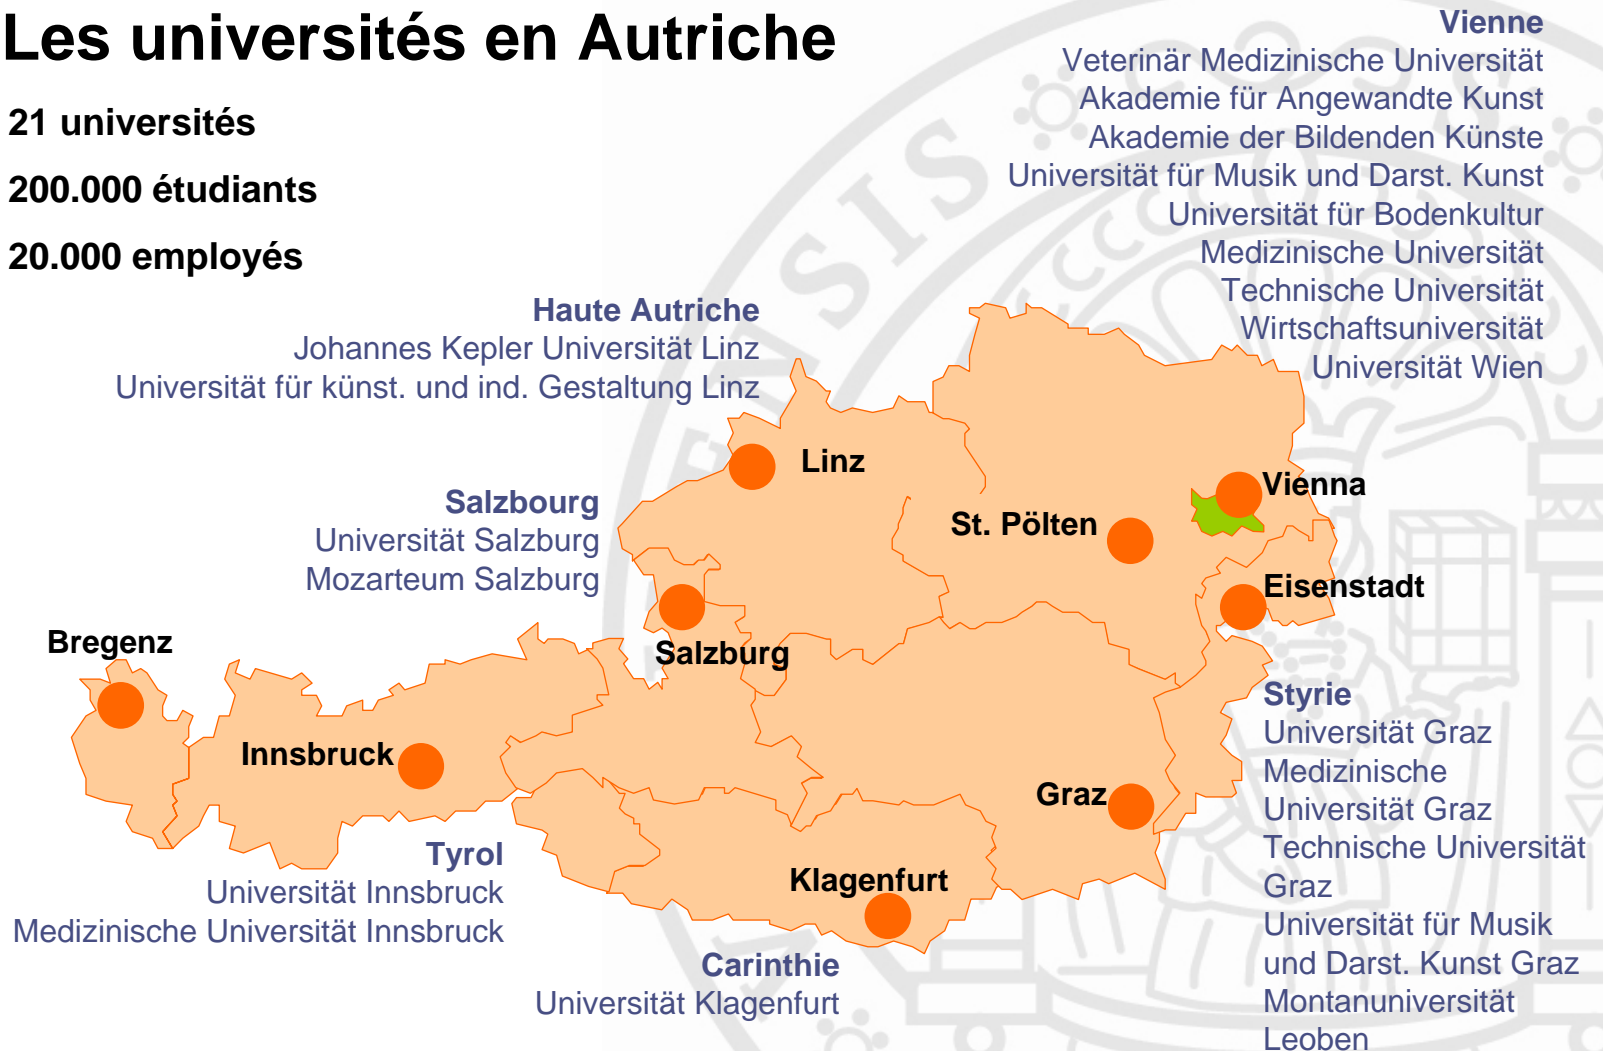 Les universités en Autriche
21 universités
200.000 étudiants
20.000 employés
Vienne
Veterinär Medizinische Universität
Akademie für Angewandte Kunst
Akademie der Bildenden Künste
Universität für Musik und Darst. Kunst
Universität für Bodenkultur
Medizinische Universität
Technische Universität
Wirtschaftsuniversität
Universität Wien
Haute Autriche
Johannes Kepler Universität Linz
Universität für künst. und ind. Gestaltung Linz
Linz
Vienna
Salzbourg
Universität Salzburg
Mozarteum Salzburg
St. Pölten
Eisenstadt
Bregenz
Salzburg
Innsbruck
Graz
Klagenfurt
Styrie
Universität Graz
Medizinische
Universität Graz
Technische Universität
Graz
Universität für Musik
und Darst. Kunst Graz
Montanuniversität
Leoben
Tyrol
Universität Innsbruck
Medizinische Universität Innsbruck
Carinthie
Universität Klagenfurt